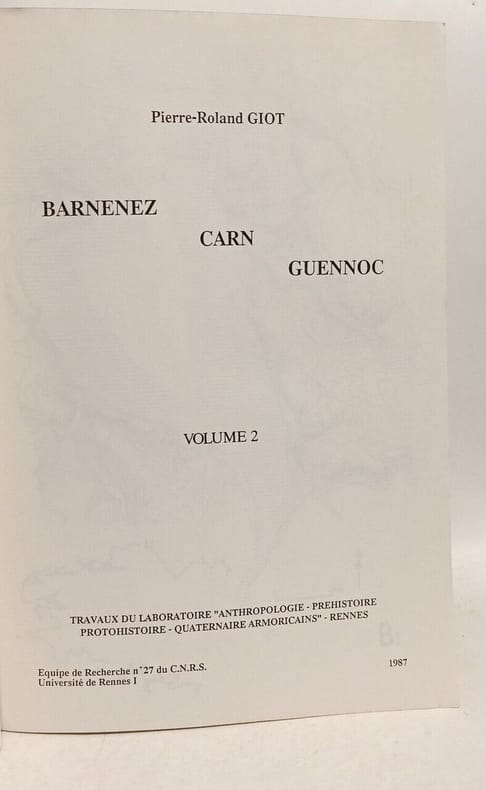 Pierre-Roland GIOT
BARNENEZ
CARN
GUENNOC
VOLUME 2
TRAVAUX DU LABORATOIRE "ANTHROPOLOGIE - PREHISTOIRE
PROTOHISTOIRE - QUATERNAIRE ARMORICAINS" - RENNES
Equipe de Recherche n°27 du C.N.R.S.
Université de Rennes I
1987